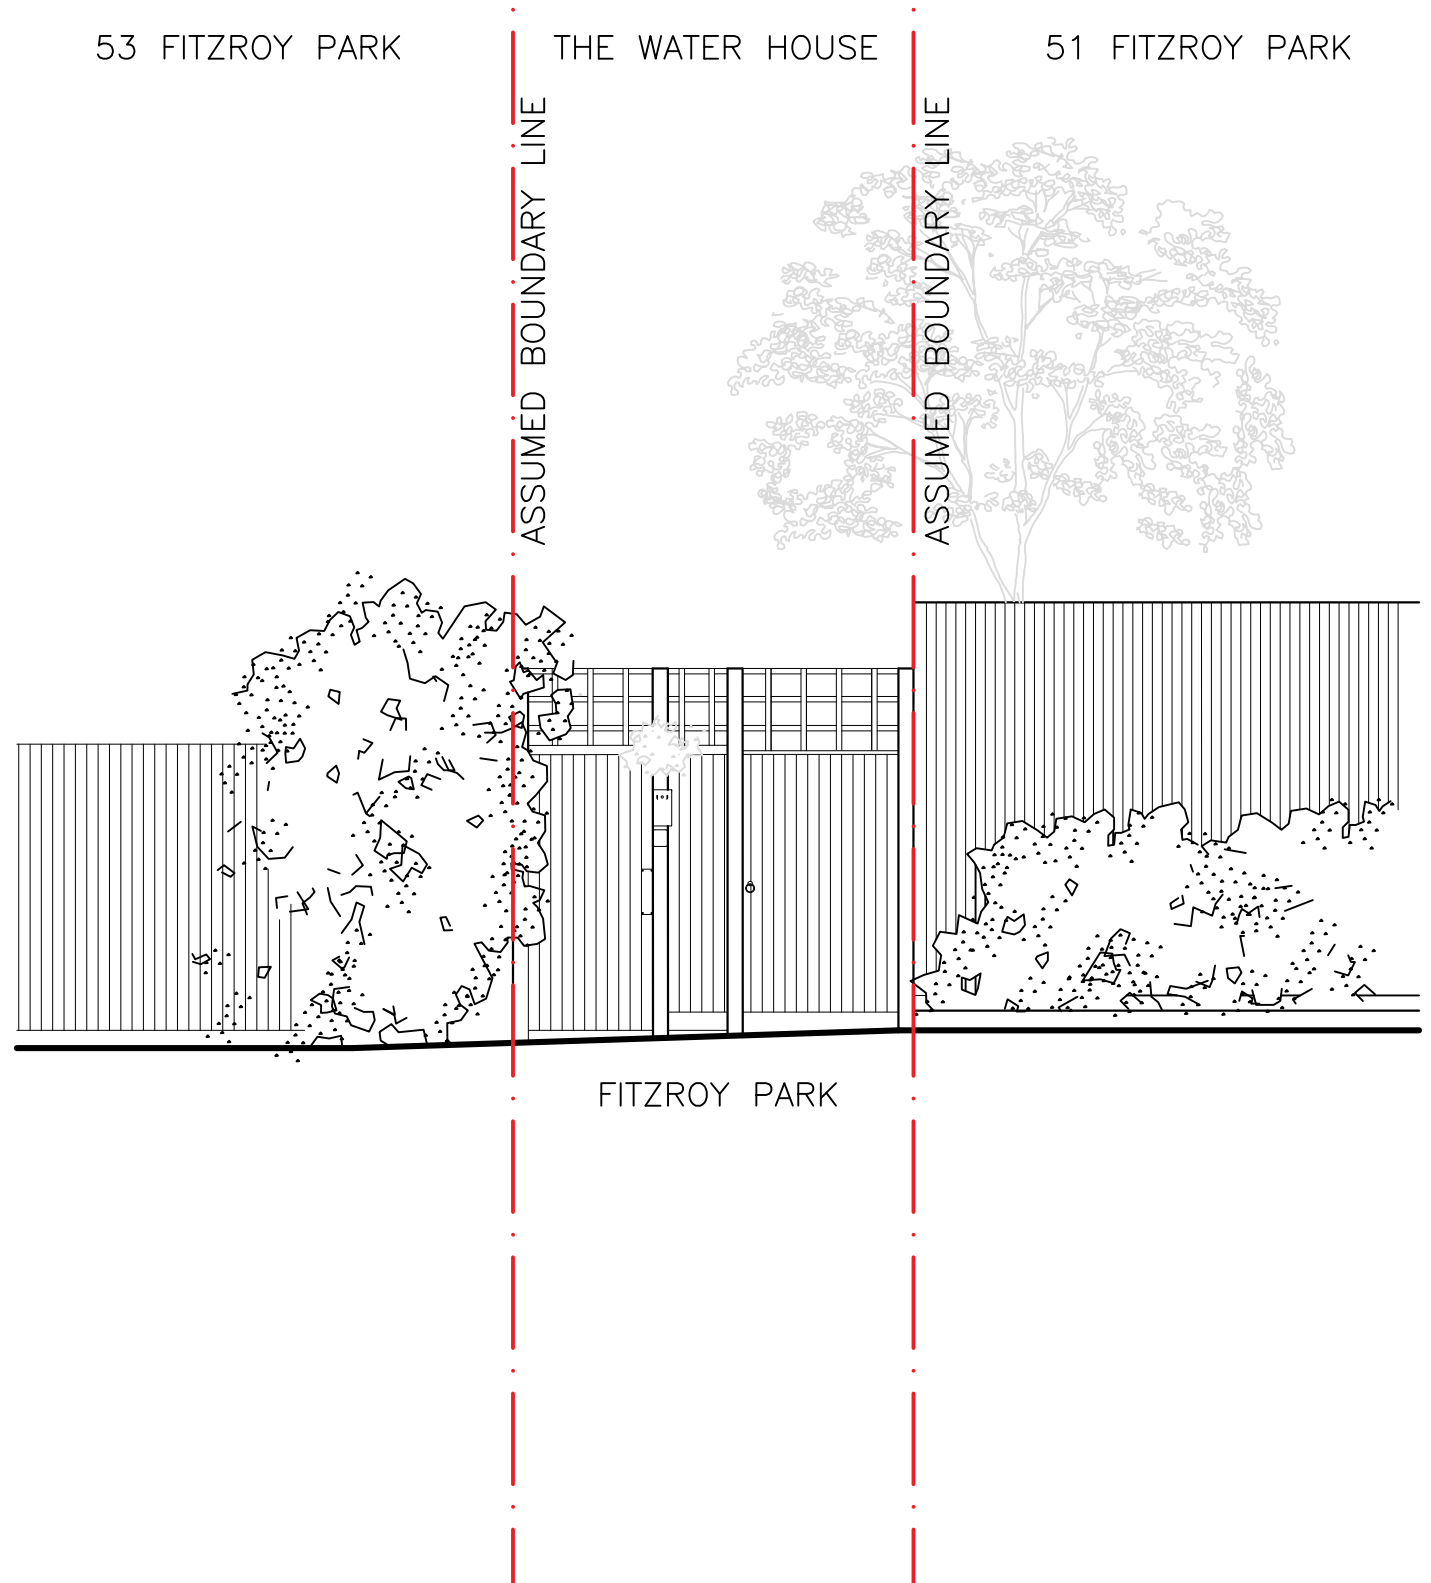 53 FITZROY PARK
THE WATER HOUSE
51 FITZROY PARK
ASSUMED BOUNDARY LINE
ASSUMED BOUNDARY LINE
FITZROY PARK